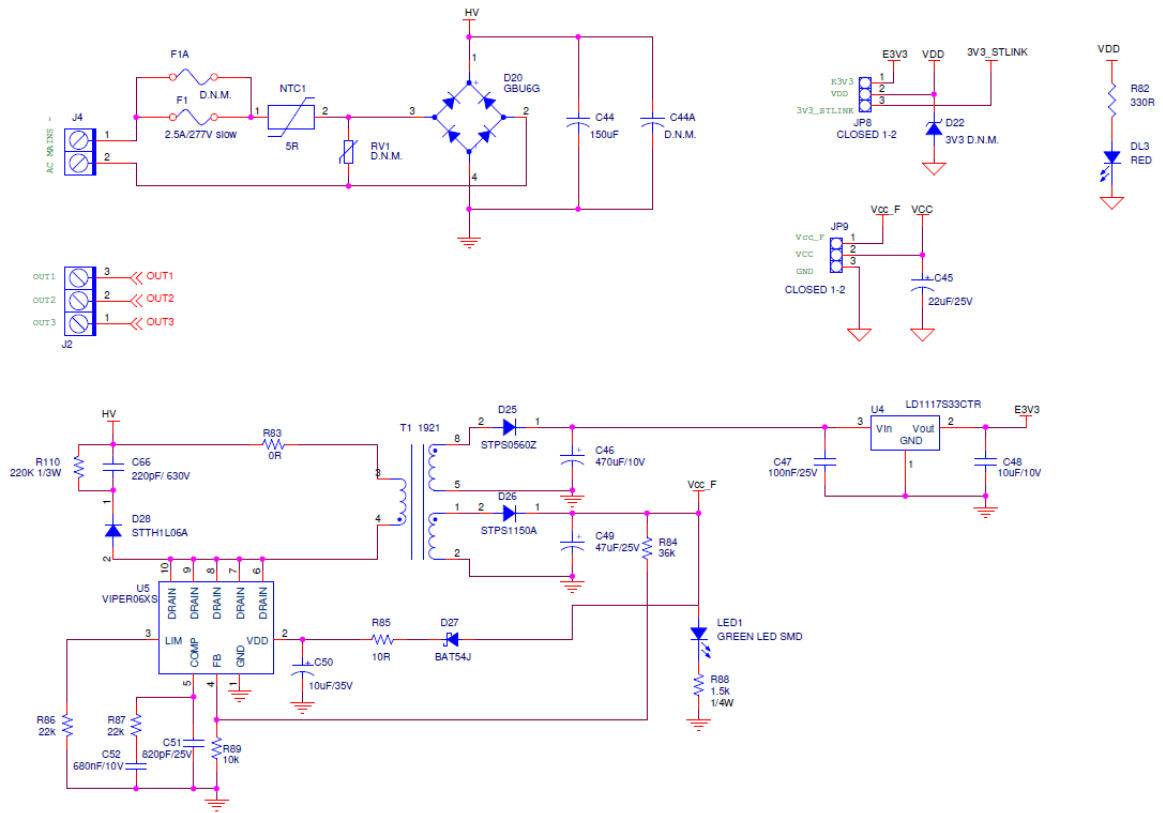 HV
F1A
D.N.M.
F1
2.5A/277V slow
J4
1
2
AC MAINS -
1
NTC1
2
5R
RV1
D.N.M.
D20
GBU6G
1
3
2
4
C44
150uF
C44A
D.N.M.
E3V3
VDD
3V3_STLINK
E3V3
VDD
3V3_STLINK
1
2
3
JP8
CLOSED 1-2
D22
3V3 D.N.M.
VDD
R82
330R
DL3
RED
Vcc_F
VCC
JP9
Vcc_F
VCC
GND
1
2
3
CLOSED 1-2
C45
22uF/25V
OUT1
OUT2
OUT3
3
2
1
OUT1
OUT2
OUT3
J2
HV
R83
0R
R110
220K 1/3W
C66
220pF/ 630V
1
D28
STTH1L06A
2
T1 1921
3
4
8
5
1
2
2
D25
1
STPS0560Z
2
D26
1
STPS1150A
C46
470uF/10V
C49
47uF/25V
R84
36k
Vcc_F
C47
100nF/25V
U4
LD1117S33CTR
3
VIn
Vout
GND
2
1
E3V3
C48
10uF/10V
10
9
8
7
6
U5
VIPER06XS
DRAIN
DRAIN
DRAIN
DRAIN
DRAIN
3
LIM
COMP
FB
GND
VDD
2
5
4
1
R85
10R
D27
BAT54J
C50
10uF/35V
LED1
GREEN LED SMD
R88
1.5k
1/4W
R86
22k
R87
22k
C52
680nF/10V
C51
820pF/25V
R89
10k